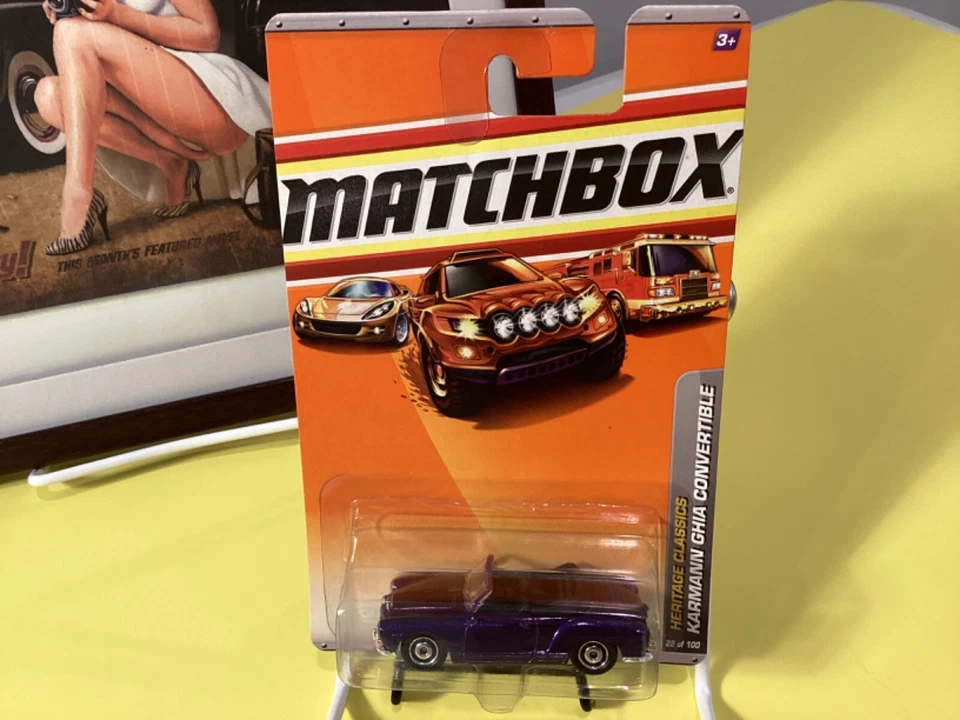 3+
MATCHBOX®
y!
THIS MONTH'S FEATURED MODEL
HERITAGE CLASSICS
KARMANN GHIA CONVERTIBLE
22 of 100